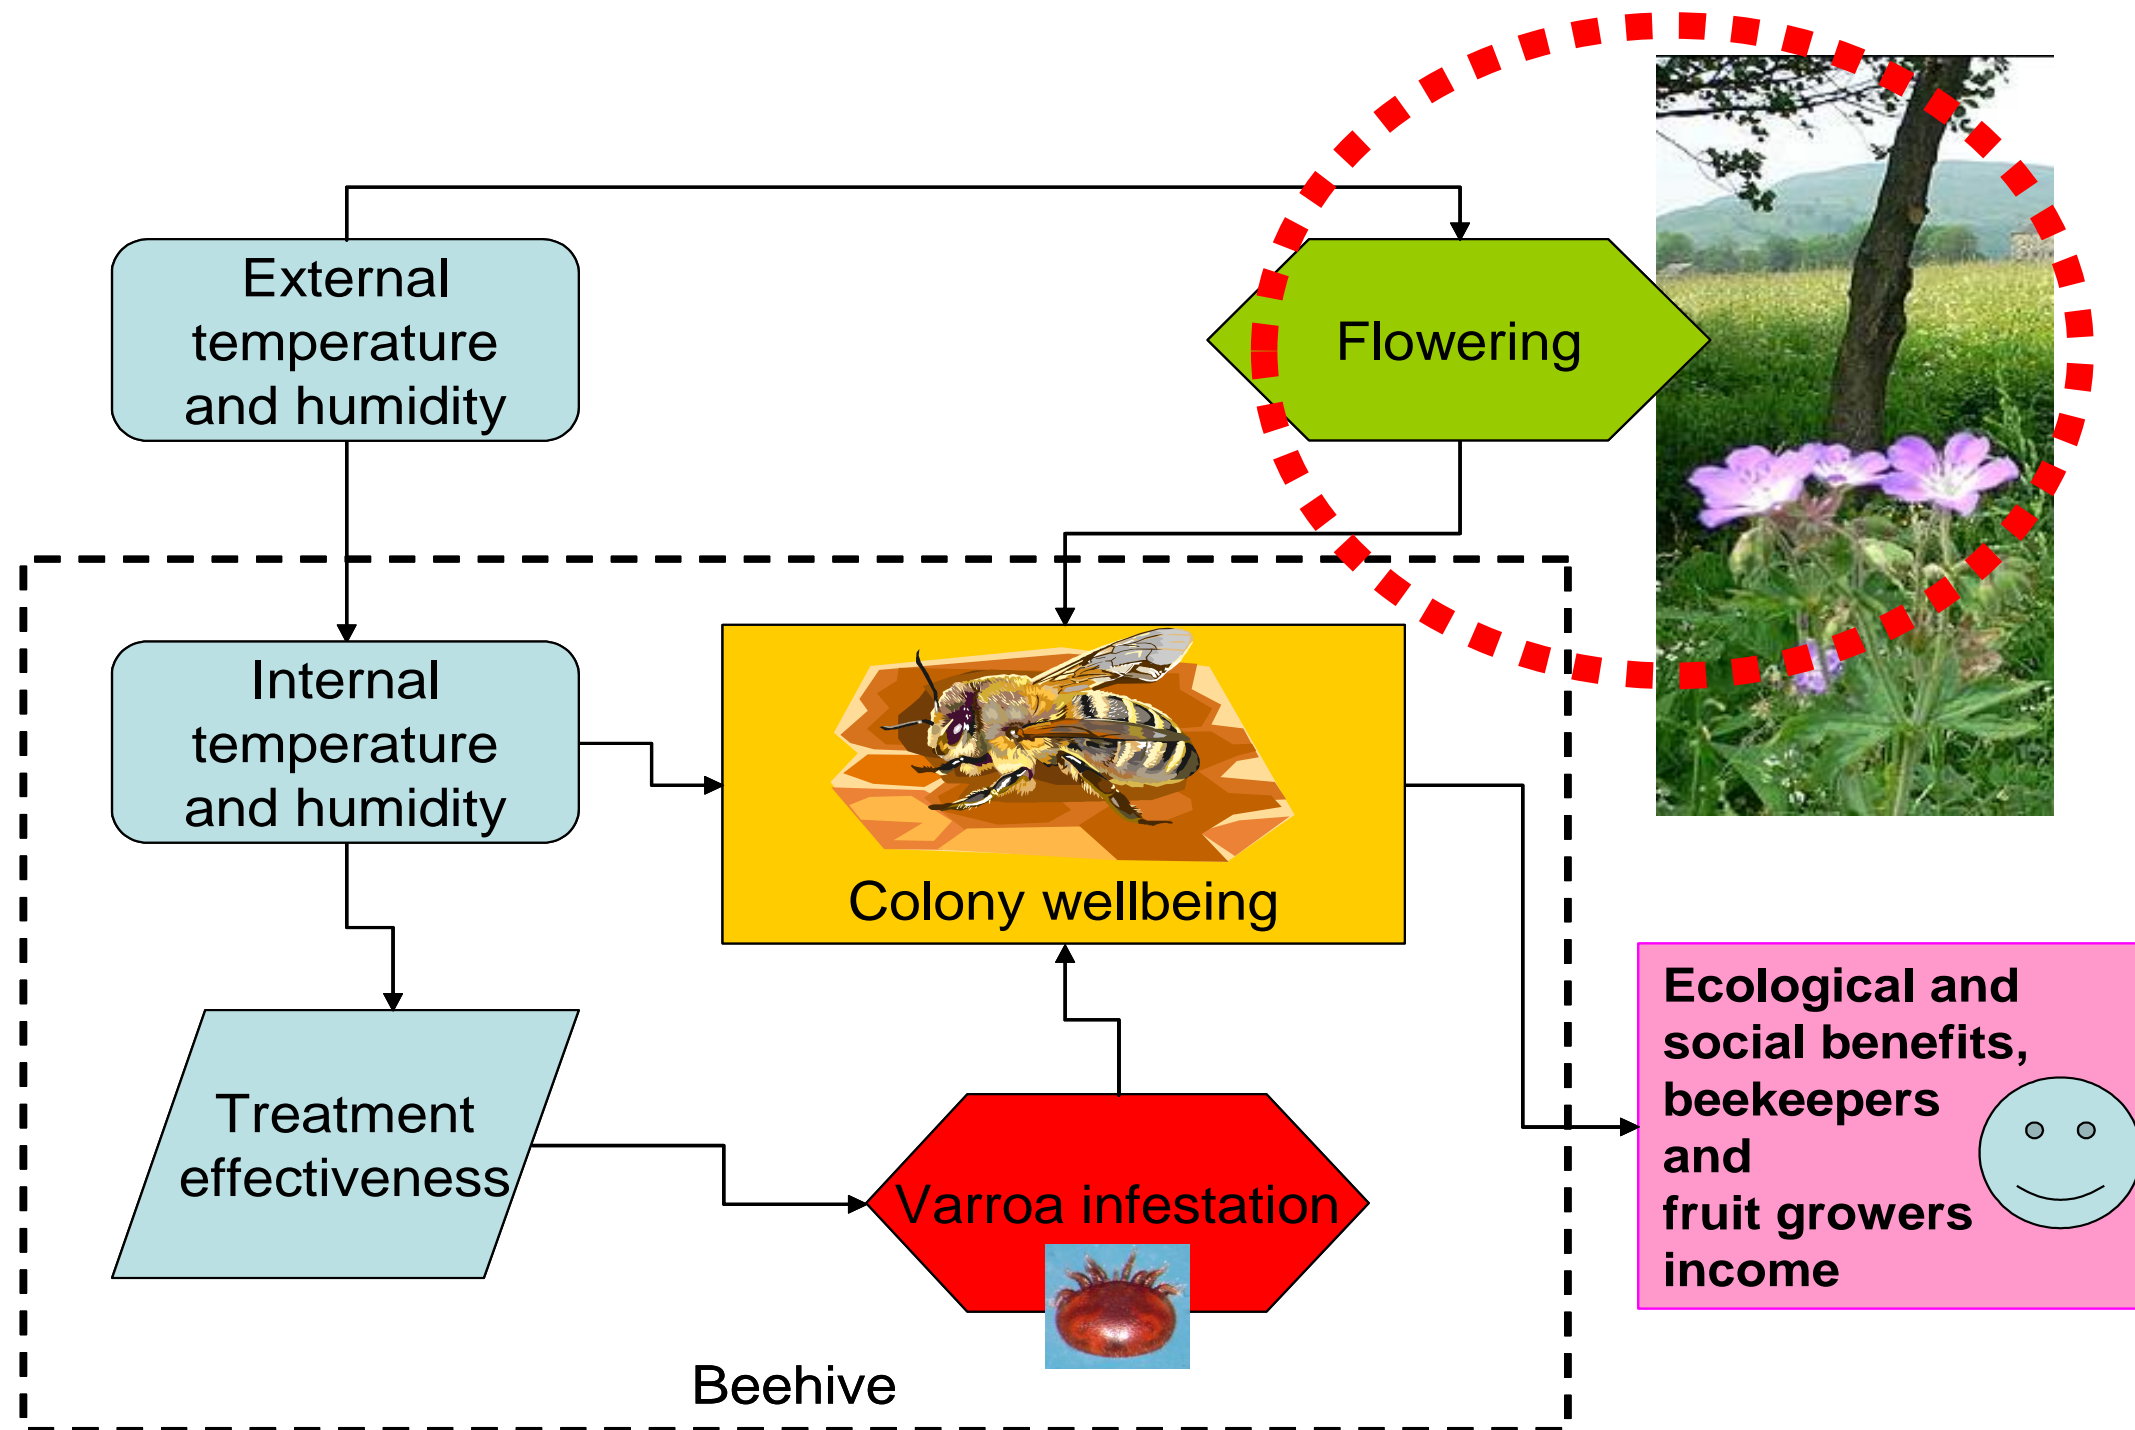 External
temperature
and humidity
Flowering
Internal
temperature
and humidity
Colony wellbeing
Treatment
effectiveness
Varroa infestation
Ecological and
social benefits,
beekeepers
and
fruit growers
income
Beehive